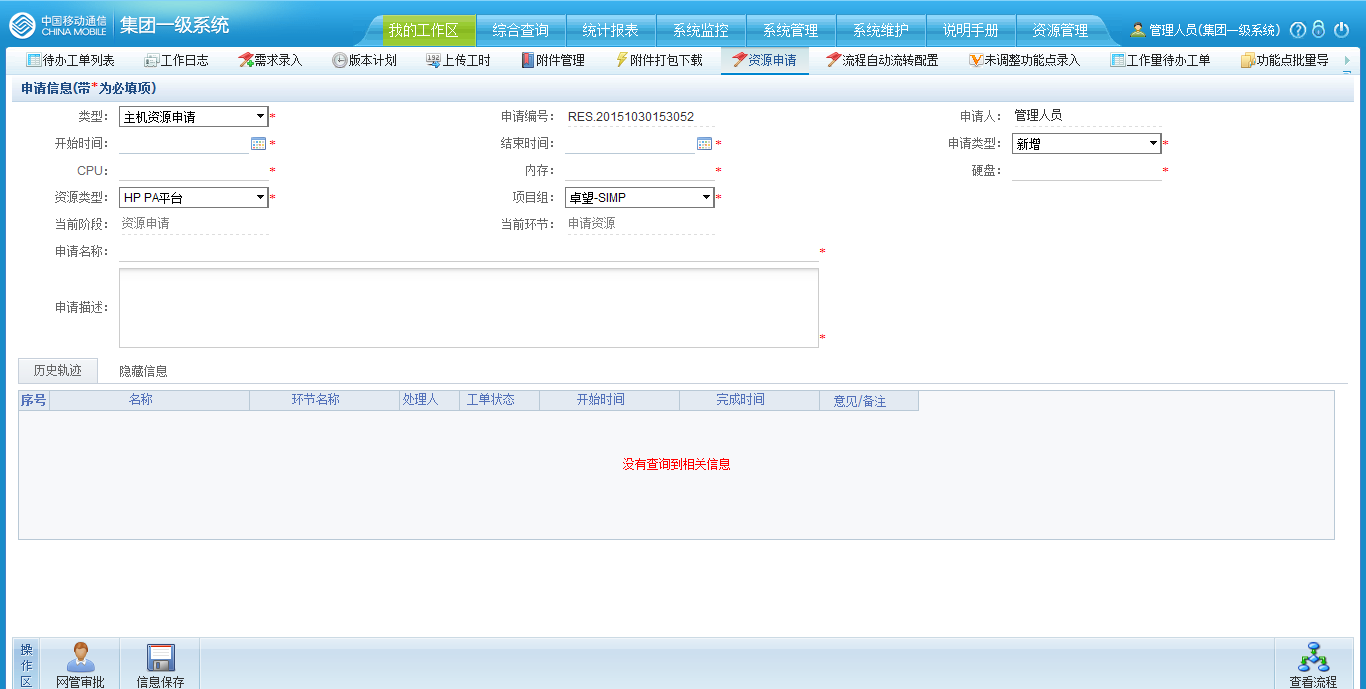 中国移动通信
CHINA MOBILE
集团一级系统
我的工作区 综合查询 统计报表 系统监控 系统管理 系统维护 说明手册 资源管理
管理人员(集团一级系统)
待办工单列表 工作日志 需求录入 版本计划 上传工时 附件管理 附件打包下载 资源申请 流程自动流转配置 未调整功能点录入 工作量待办工单 功能点批量导
申请信息(带*为必填项)
类型: 主机资源申请 * 申请编号: RES.20151030153052 申请人: 管理人员
开始时间: * 结束时间: * 申请类型: 新增 *
CPU: * 内存: * 硬盘: *
资源类型: HP PA平台 * 项目组: 卓望-SIMP *
当前阶段: 资源申请 当前环节: 申请资源
申请名称: *
申请描述: *
历史轨迹 隐藏信息
序号 名称 环节名称 处理人 工单状态 开始时间 完成时间 意见/备注
没有查询到相关信息
操作区 网管审批 信息保存 查看流程